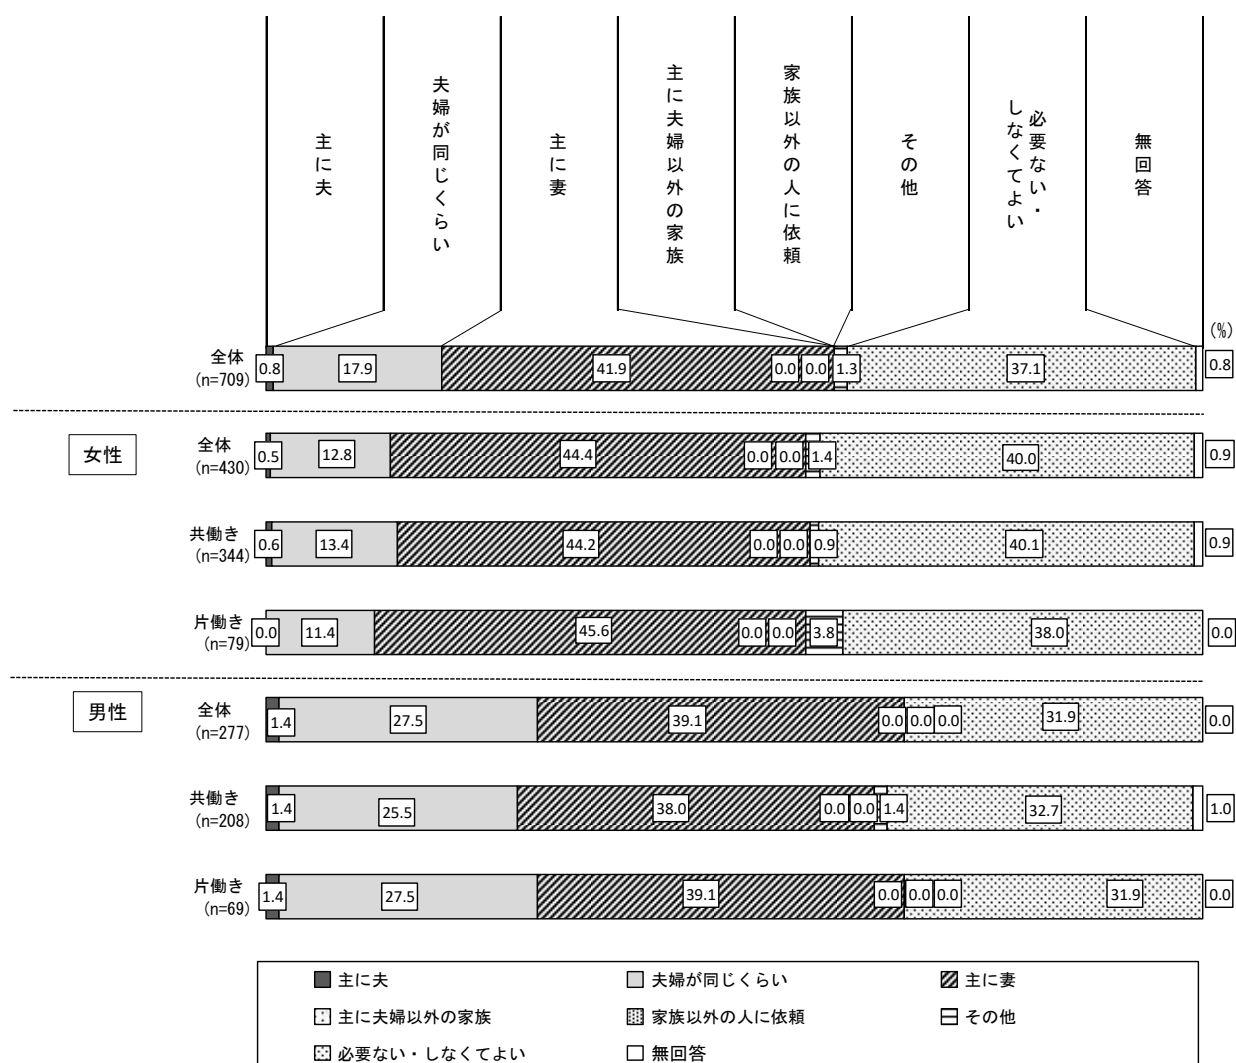 主に夫
夫婦が同じくらい
主に妻
主に夫婦以外の家族
家族以外の人に依頼
その他
必要ない・
しなくてよい
無回答
(%)
全体
(n=709)
0.8
17.9
41.9
0.0
0.0
1.3
37.1
0.8
女性
全体
(n=430)
0.5
12.8
44.4
0.0
0.0
1.4
40.0
0.9
共働き
(n=344)
0.6
13.4
44.2
0.0
0.0
0.9
40.1
0.9
片働き
(n=79)
0.0
11.4
45.6
0.0
0.0
3.8
38.0
0.0
男性
全体
(n=277)
1.4
27.5
39.1
0.0
0.0
0.0
31.9
0.0
共働き
(n=208)
1.4
25.5
38.0
0.0
0.0
1.4
32.7
1.0
片働き
(n=69)
1.4
27.5
39.1
0.0
0.0
0.0
31.9
0.0
主に夫
夫婦が同じくらい
主に妻
主に夫婦以外の家族
家族以外の人に依頼
その他
必要ない・しなくてよい
無回答